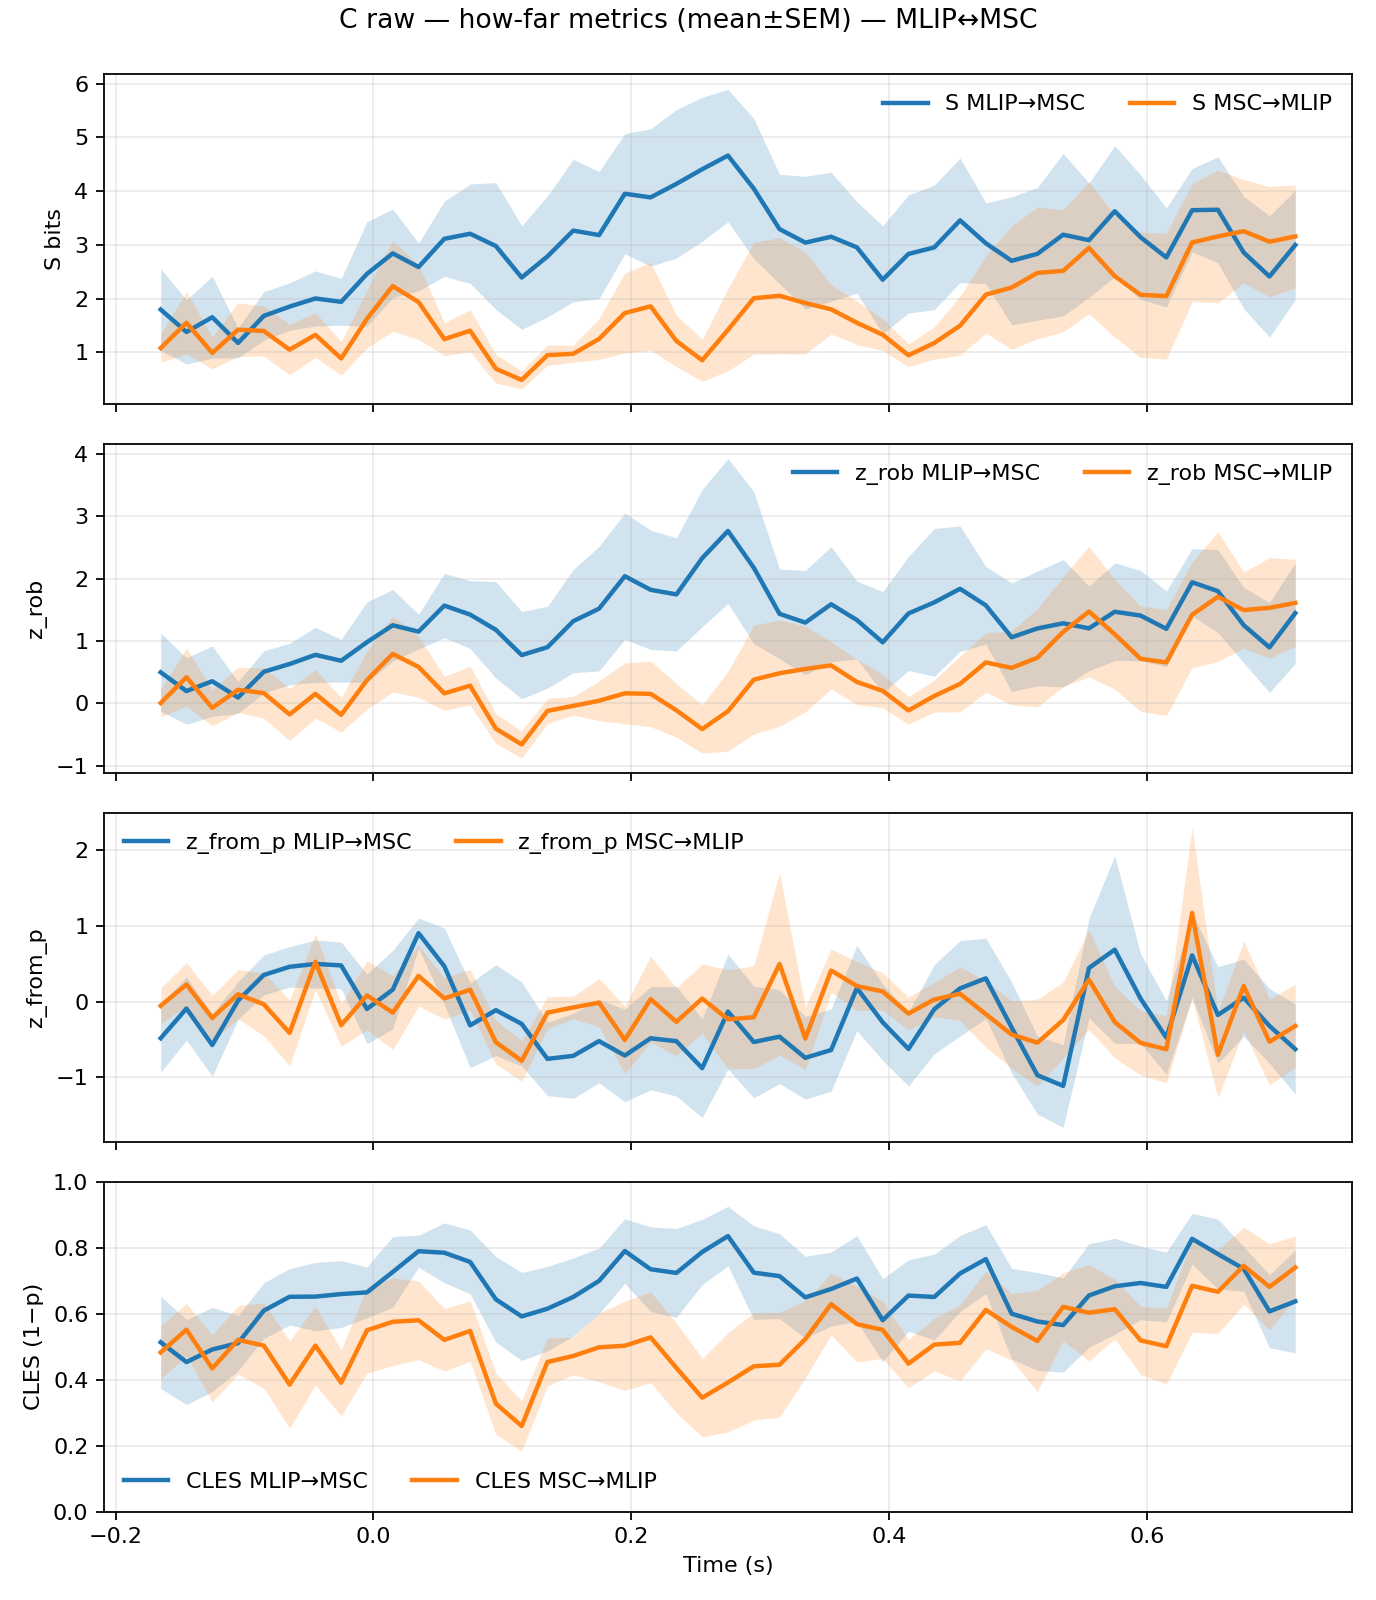 C raw — how-far metrics (mean±SEM) — MLIP↔MSC
6
5
4
3
2
1
S bits
S MLIP→MSC
S MSC→MLIP
4
3
2
1
0
−1
z_rob
z_rob MLIP→MSC
z_rob MSC→MLIP
2
1
0
−1
z_from_p
z_from_p MLIP→MSC
z_from_p MSC→MLIP
1.0
0.8
0.6
0.4
0.2
0.0
CLES (1−p)
CLES MLIP→MSC
CLES MSC→MLIP
−0.2
0.0
0.2
0.4
0.6
Time (s)